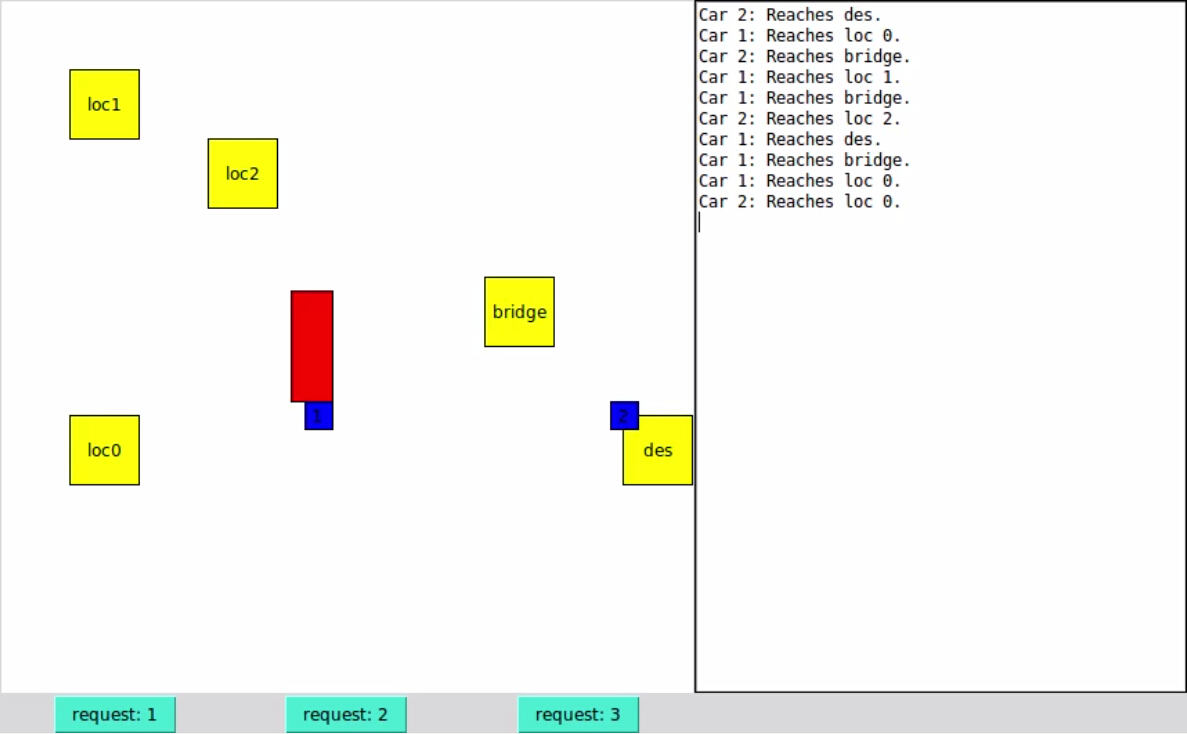 loc1
loc2
bridge
1
2
loc0
des
Car 2: Reaches des.
Car 1: Reaches loc 0.
Car 2: Reaches bridge.
Car 1: Reaches loc 1.
Car 1: Reaches bridge.
Car 2: Reaches loc 2.
Car 1: Reaches des.
Car 1: Reaches bridge.
Car 1: Reaches loc 0.
Car 2: Reaches loc 0.
request: 1
request: 2
request: 3